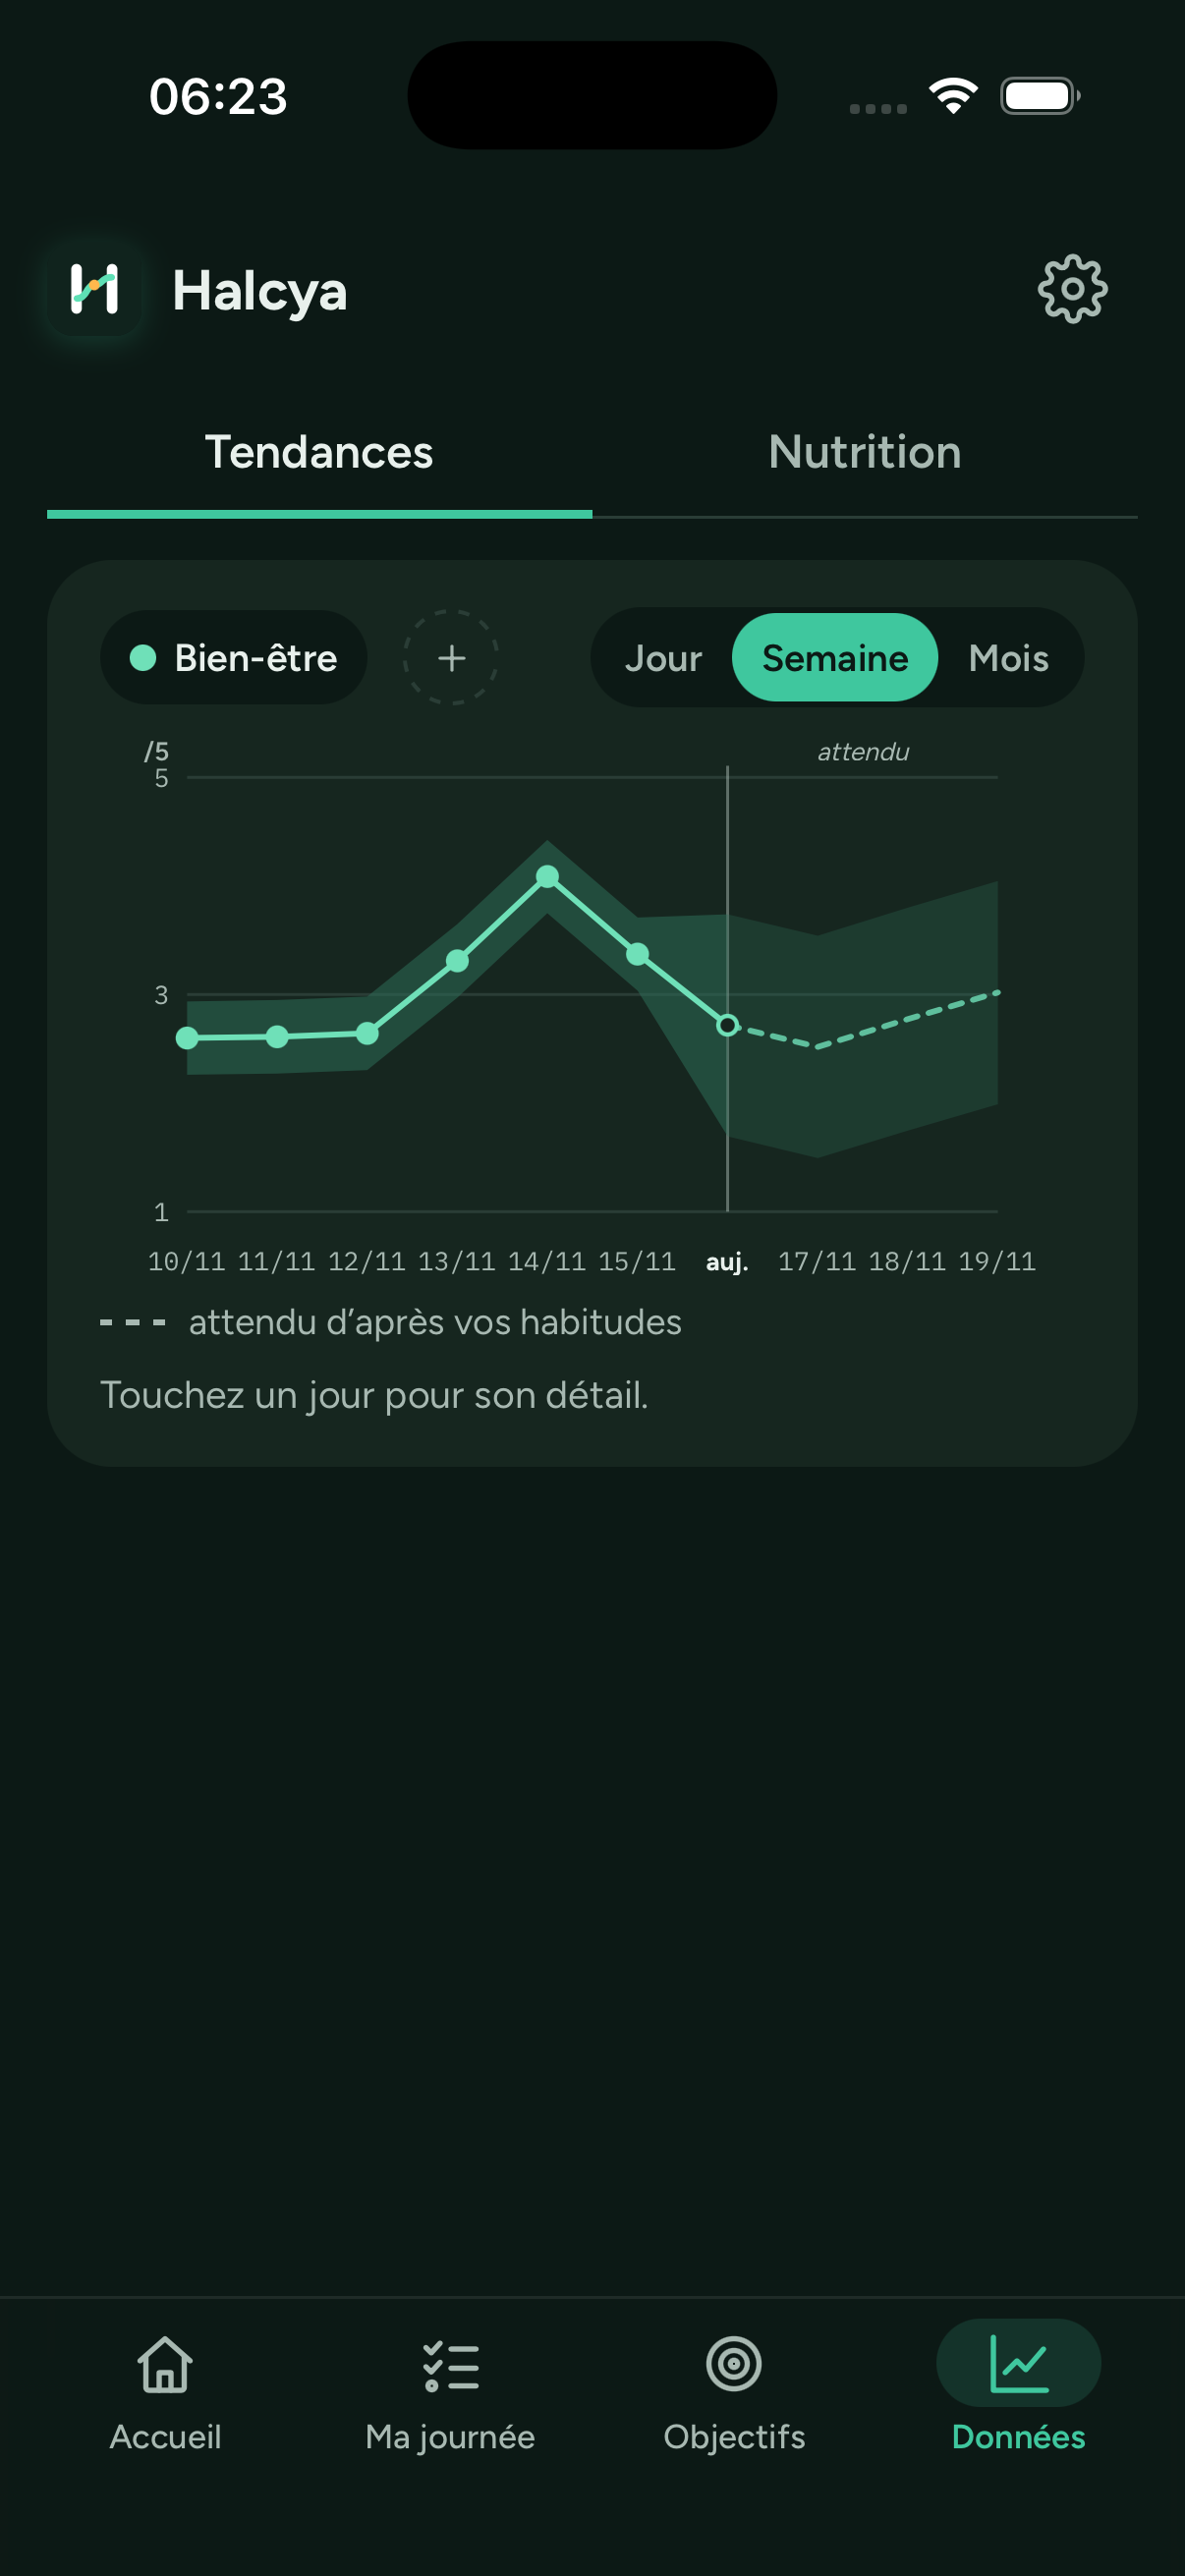 06:23
Halcya
Tendances Nutrition
Bien-être + Jour Semaine Mois
/5 attendu
5
3
1
10/11 11/11 12/11 13/11 14/11 15/11 auj. 17/11 18/11 19/11
--- attendu d’après vos habitudes
Touchez un jour pour son détail.
Accueil Ma journée Objectifs Données